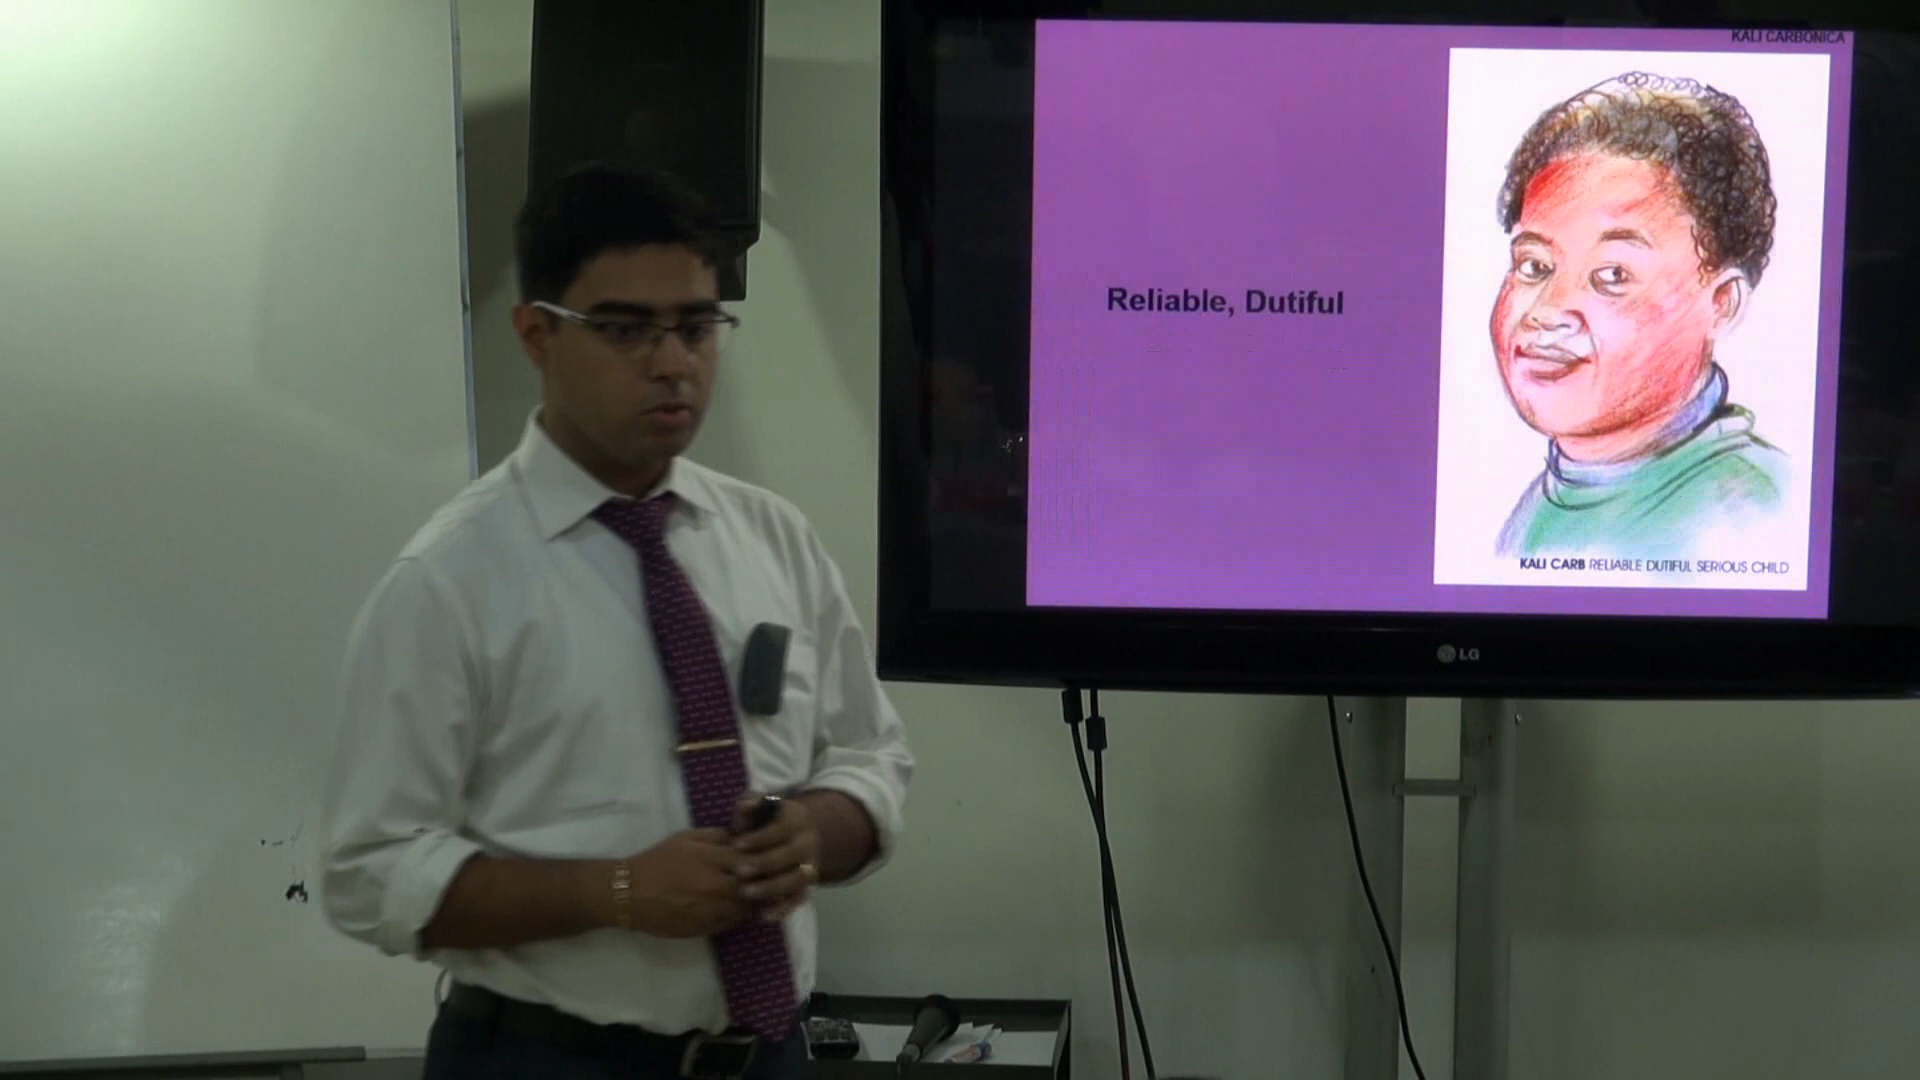 KALI CARBONICA
Reliable, Dutiful
KALI CARB RELIABLE DUTIFUL SERIOUS CHILD
LG